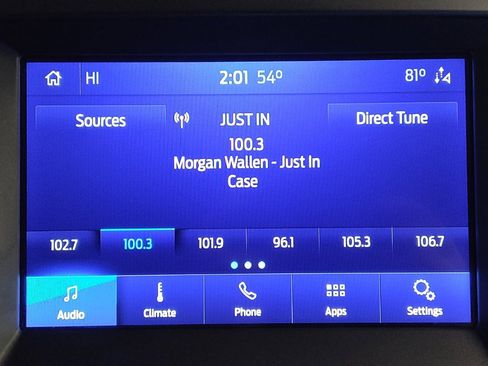 HI 2:01 54° 81°
Sources JUST IN Direct Tune
100.3
Morgan Wallen - Just In
Case
102.7 100.3 101.9 96.1 105.3 106.7
Audio Climate Phone Apps Settings